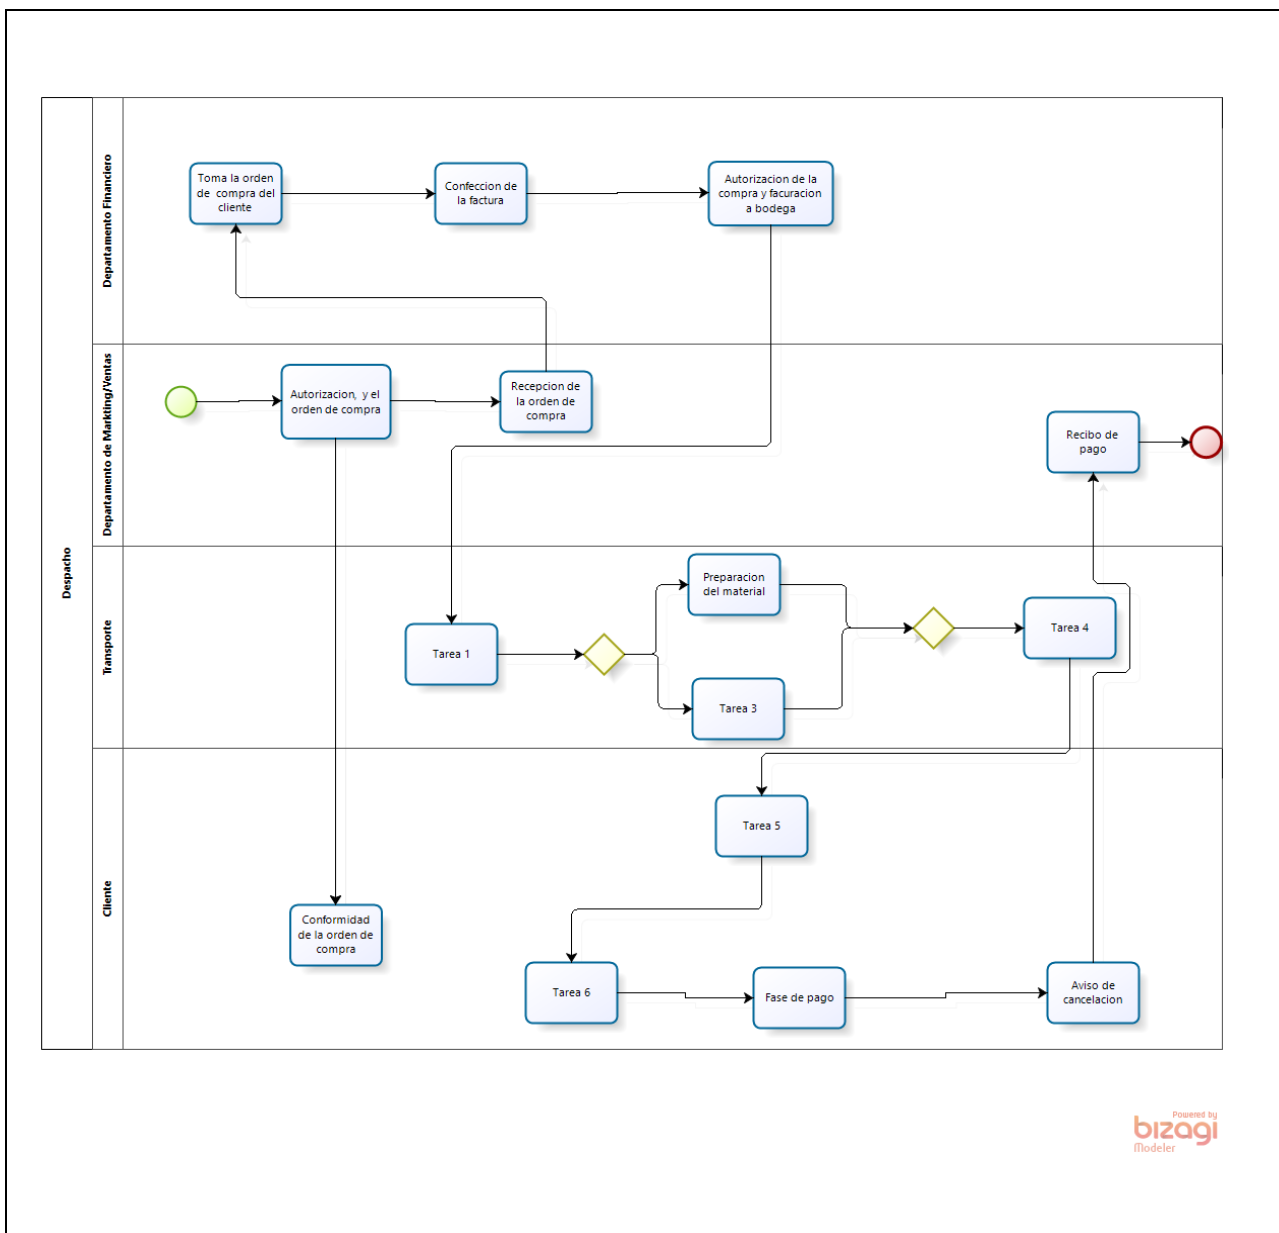 Despacho
Departamento Financiero
Toma la orden
de compra del
cliente
Confeccion de
la factura
Autorizacion de la
compra y facuracion
a bodega
Departamento de Markting/Ventas
Autorizacion, y el
orden de compra
Recepcion de
la orden de
compra
Recibo de
pago
Transporte
Tarea 1
Preparacion
del material
Tarea 3
Tarea 4
Cliente
Tarea 5
Conformidad
de la orden de
compra
Tarea 6
Fase de pago
Aviso de
cancelacion
Powered by
bizagi
Modeler